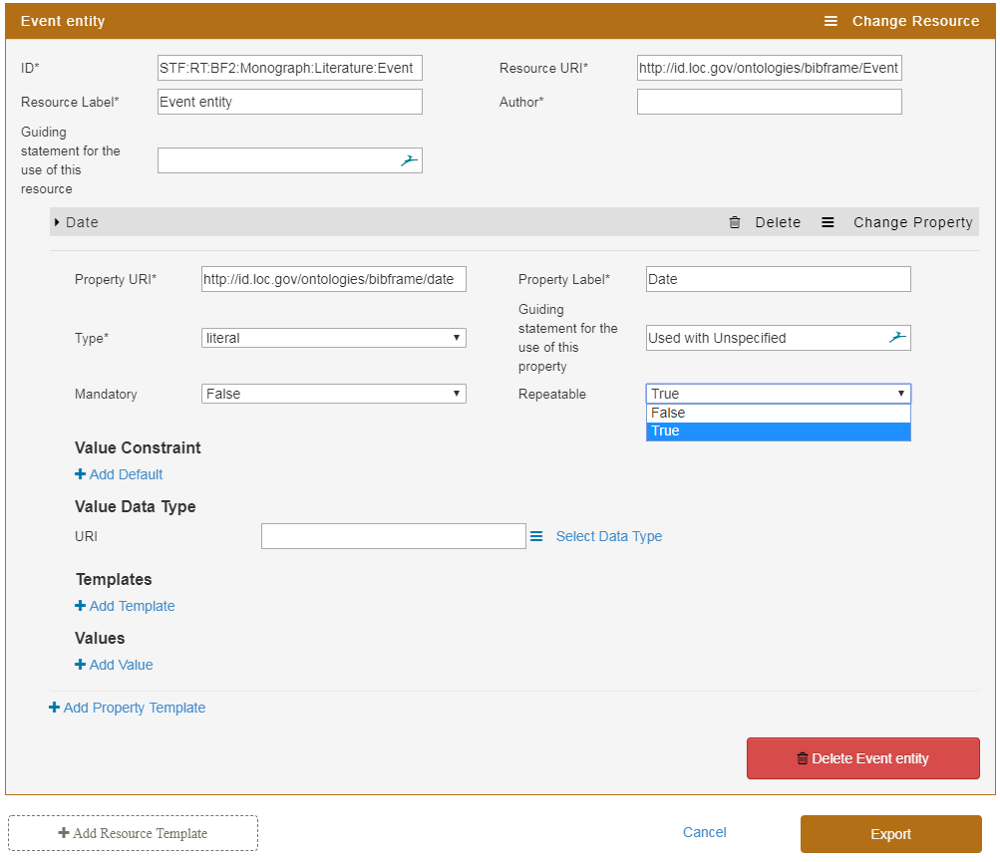 Event entity
Change Resource
ID*
STF:RT:BF2:Monograph:Literature:Event
Resource URI*
http://id.loc.gov/ontologies/bibframe/Event
Resource Label*
Event entity
Author*
Guiding
statement for the
use of this
resource
Date
Delete
Change Property
Property URI*
http://id.loc.gov/ontologies/bibframe/date
Property Label*
Date
Type*
literal
Guiding
statement for the
use of this
property
Used with Unspecified
Mandatory
False
Repeatable
True
False
True
Value Constraint
Add Default
Value Data Type
URI
Select Data Type
Templates
Add Template
Values
Add Value
Add Property Template
Delete Event entity
Add Resource Template
Cancel
Export